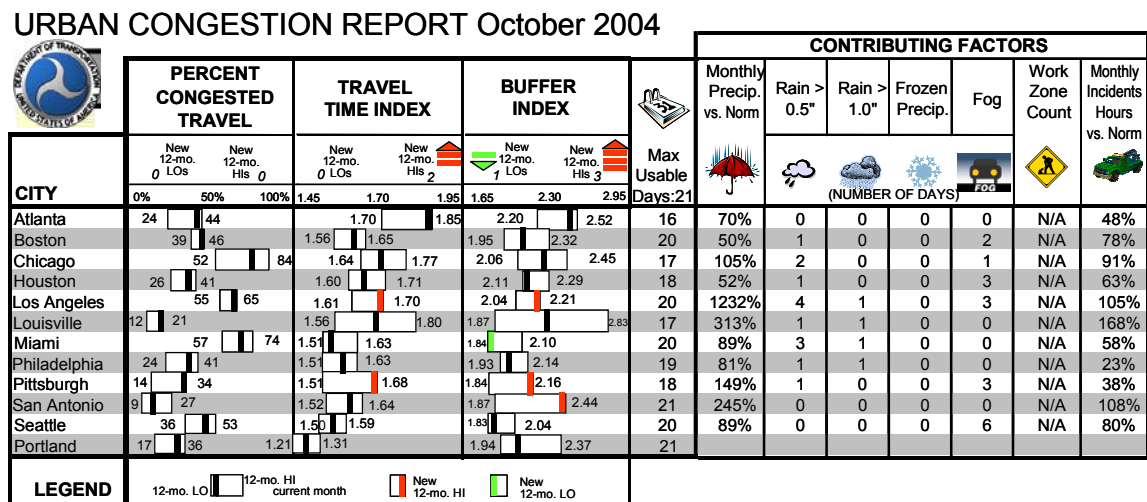 URBAN CONGESTION REPORT October 2004
DEPARTMENT OF TRANSPORTATION
UNITED STATES OF AMERICA
CONTRIBUTING FACTORS
PERCENT CONGESTED TRAVEL
TRAVEL TIME INDEX
BUFFER INDEX
31
Monthly Precip. vs. Norm
Rain > 0.5"
Rain > 1.0"
Frozen Precip.
Fog
Work Zone Count
Monthly Incidents Hours vs. Norm
New 12-mo. 0 LOs
New 12-mo. HIs 0
New 12-mo. 0 LOs
New 12-mo. HIs 2
New 12-mo. 1 LOs
New 12-mo. HIs 3
Max Usable Days:21
FOG
(NUMBER OF DAYS)
CITY 0% 50% 100% 1.45 1.70 1.95 1.65 2.30 2.95
Atlanta 24 44 1.70 1.85 2.20 2.52 16 70% 0 0 0 0 N/A 48%
Boston 39 46 1.56 1.65 1.95 2.32 20 50% 1 0 0 2 N/A 78%
Chicago 52 84 1.64 1.77 2.06 2.45 17 105% 2 0 0 1 N/A 91%
Houston 26 41 1.60 1.71 2.11 2.29 18 52% 1 0 0 3 N/A 63%
Los Angeles 55 65 1.61 1.70 2.04 2.21 20 1232% 4 1 0 3 N/A 105%
Louisville 12 21 1.56 1.80 1.87 2.83 17 313% 1 1 0 0 N/A 168%
Miami 57 74 1.51 1.63 1.84 2.10 20 89% 3 1 0 0 N/A 58%
Philadelphia 24 41 1.51 1.63 1.93 2.14 19 81% 1 1 0 0 N/A 23%
Pittsburgh 14 34 1.51 1.68 1.84 2.16 18 149% 1 0 0 3 N/A 38%
San Antonio 9 27 1.52 1.64 1.87 2.44 21 245% 0 0 0 0 N/A 108%
Seattle 36 53 1.50 1.59 1.83 2.04 20 89% 0 0 0 6 N/A 80%
Portland 17 36 1.21 1.31 1.94 2.37 21
LEGEND 12-mo. LO 12-mo. HI current month New 12-mo. HI New 12-mo. LO